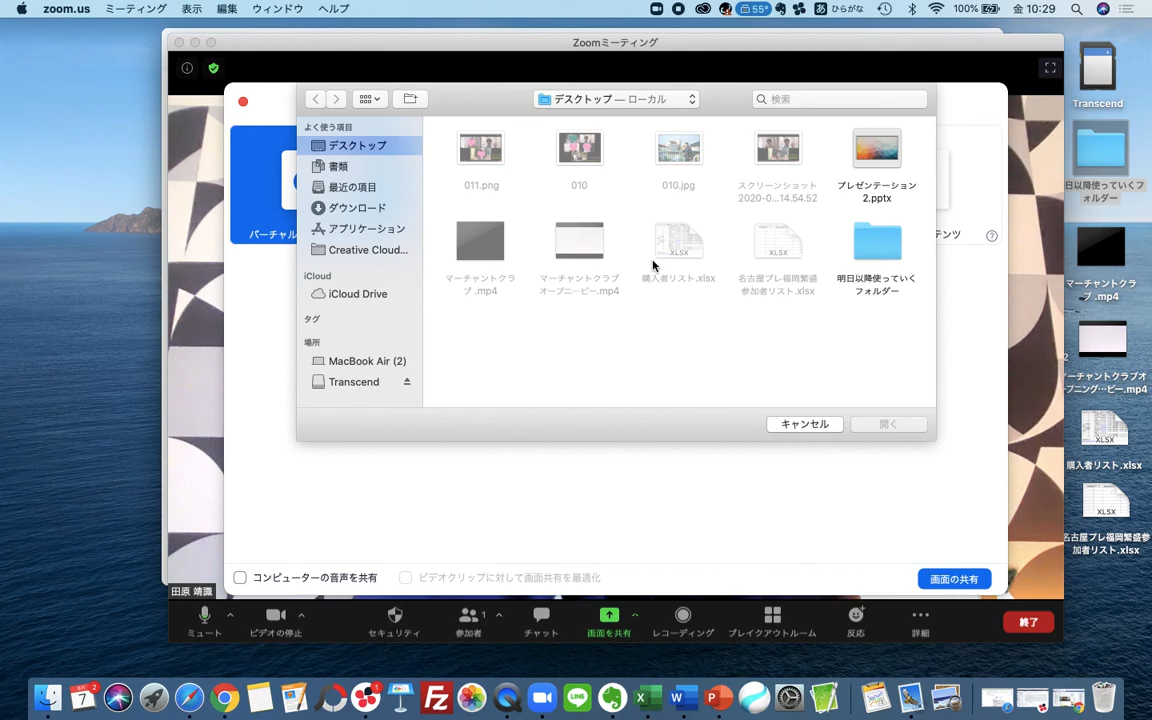 zoom.us ミーティング 表示 編集 ウィンドウ ヘルプ
55° あ ひらがな 100% 金 10:29
Zoomミーティング
デスクトップ — ローカル
検索
よく使う項目
デスクトップ
書類
最近の項目
ダウンロード
アプリケーション
Creative Cloud...
iCloud
iCloud Drive
タグ
場所
MacBook Air (2)
Transcend
011.png
010
010.jpg
スクリーンショット
2020-0...14.54.52
プレゼンテーション
2.pptx
マーチャントクラ
ブ .mp4
マーチャントクラブ
オープニ…ビー.mp4
XLSX
購入者リスト.xlsx
XLSX
名古屋プレ福岡繁盛
参加者リスト.xlsx
明日以降使っていく
フォルダー
キャンセル
開く
バーチャル
ンテンツ
?
コンピューターの音声を共有
ビデオクリップに対して画面共有を最適化
画面の共有
田原 靖識
ミュート
ビデオの停止
セキュリティ
参加者
1
チャット
画面を共有
レコーディング
ブレイクアウトルーム
反応
詳細
終了
Transcend
日以降使っていくフ
ォルダー
マーチャントクラ
ブ .mp4
2
ーチャントクラブオ
ープニング…ビー.mp4
XLSX
購入者リスト.xlsx
XLSX
名古屋プレ福岡繁盛参
加者リスト.xlsx
7
2
1
LINE